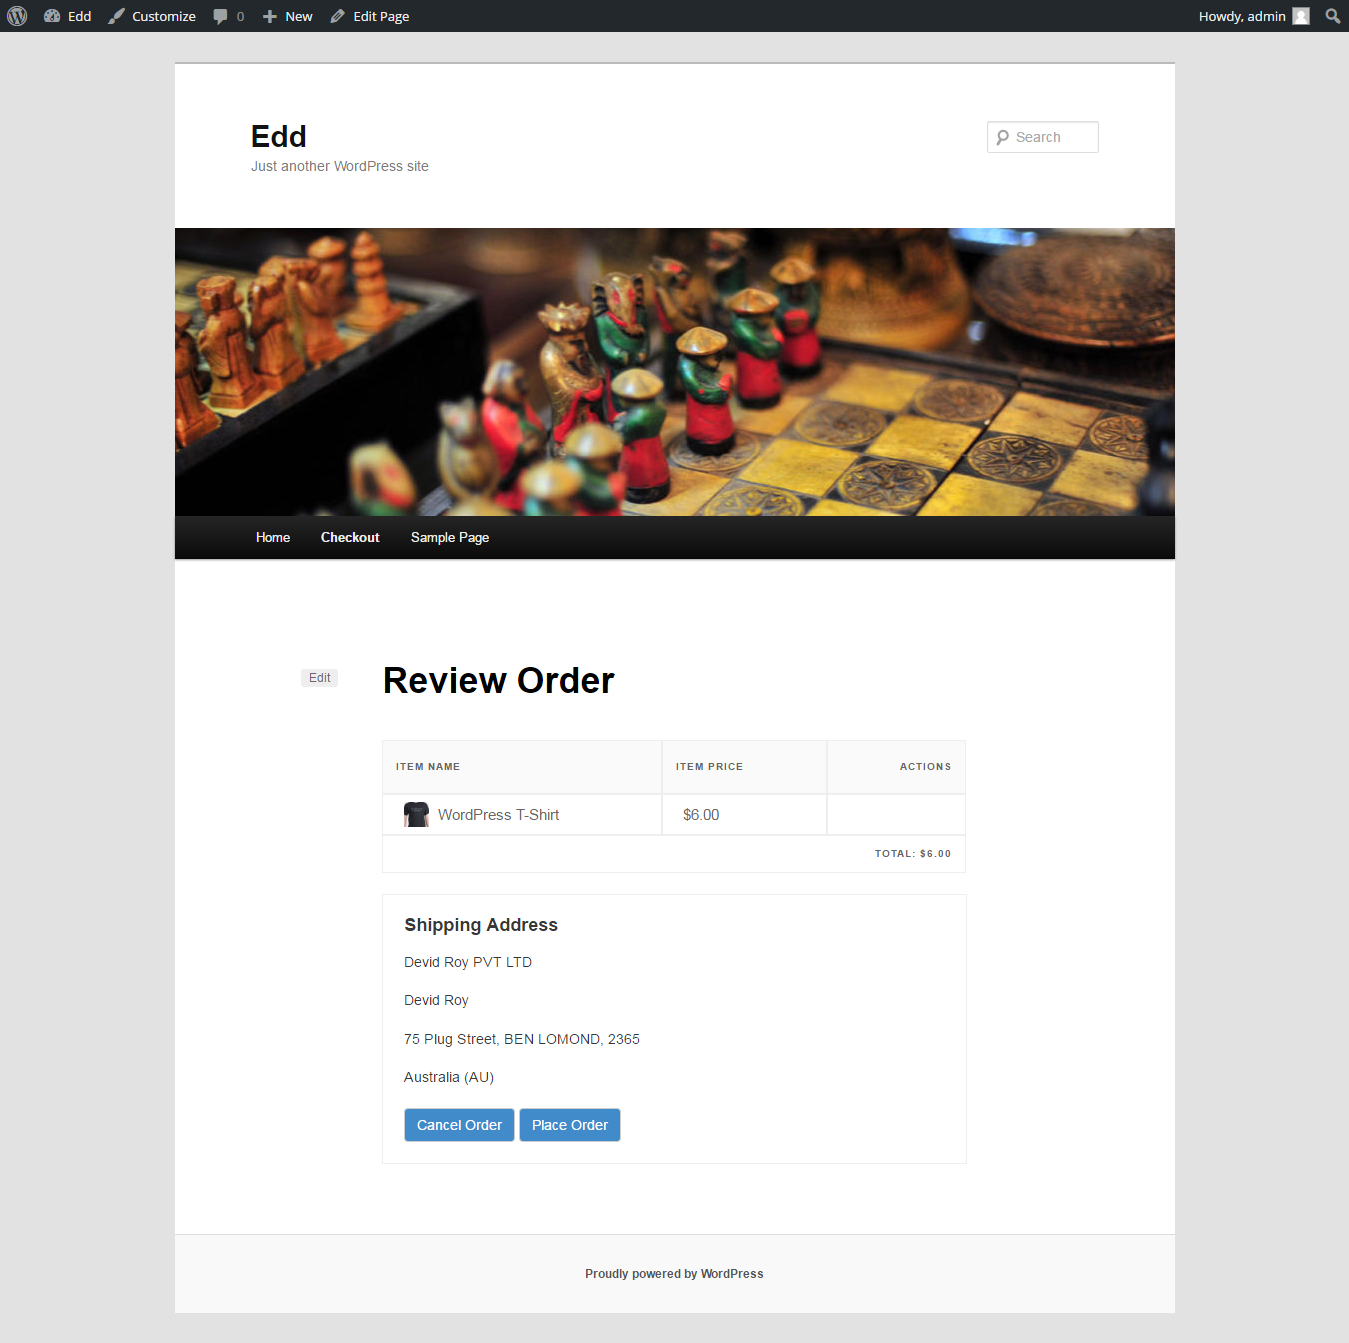 Edd Customize 0 New Edit Page Howdy, admin
Edd
Just another WordPress site
Search
Home Checkout Sample Page
Edit
Review Order
ITEM NAME ITEM PRICE ACTIONS
WordPress T-Shirt $6.00
TOTAL: $6.00
Shipping Address
Devid Roy PVT LTD
Devid Roy
75 Plug Street, BEN LOMOND, 2365
Australia (AU)
Cancel Order Place Order
Proudly powered by WordPress